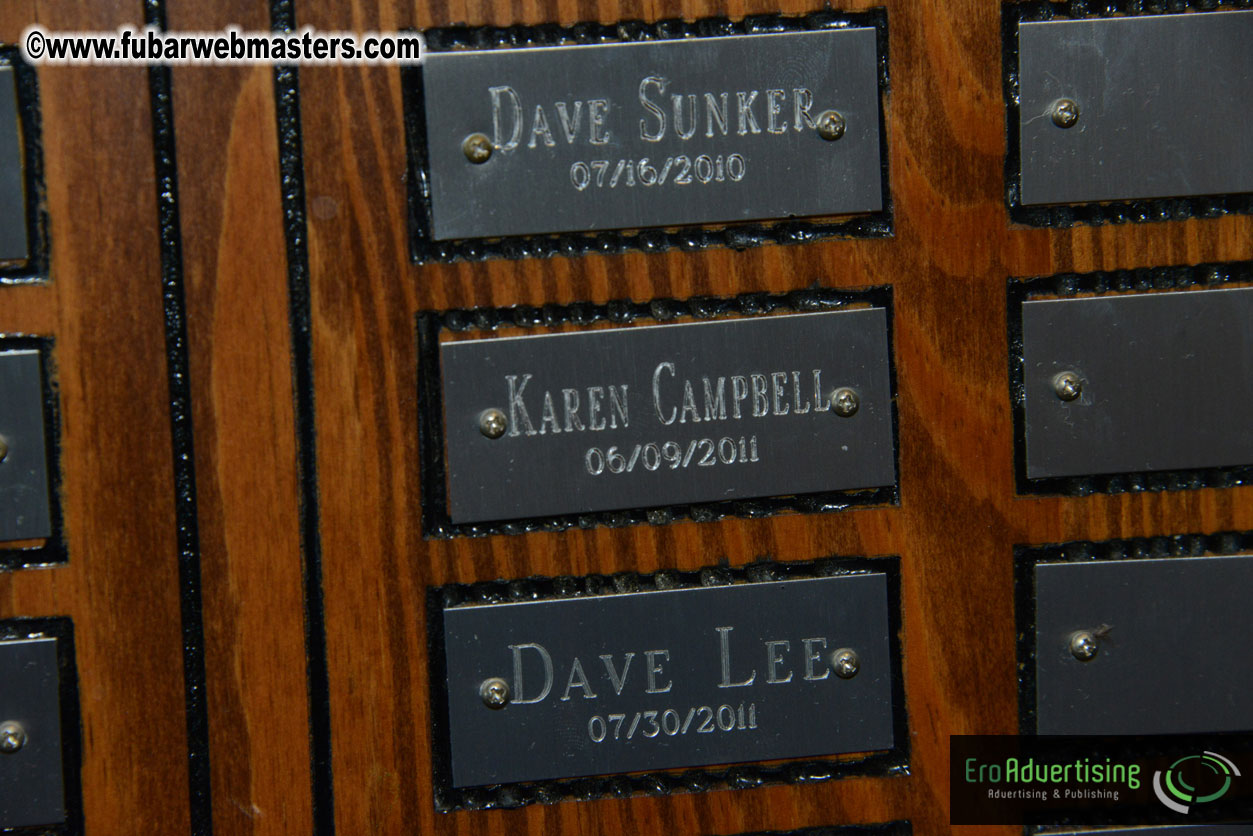 ©www.fubarwebmasters.com
DAVE SUNKER
07/16/2010
KAREN CAMPBELL
06/09/2011
DAVE LEE
07/30/2011
EroAdvertising
Advertising & Publishing